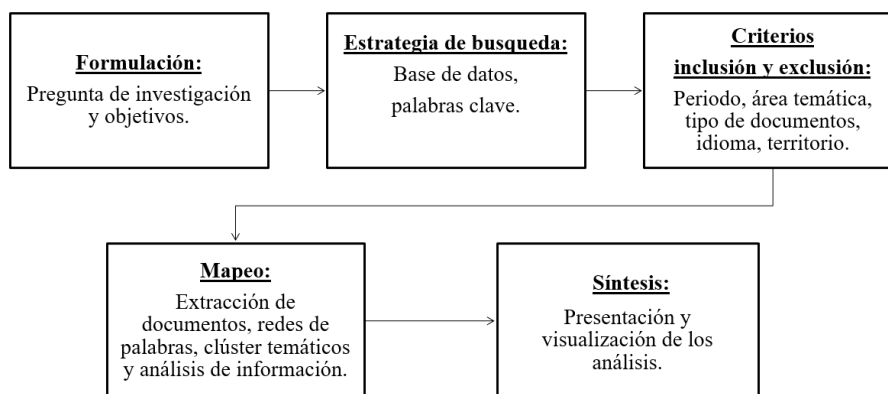 Formulación:
Pregunta de investigación
y objetivos.
Estrategia de busqueda:
Base de datos,
palabras clave.
Criterios
inclusión y exclusión:
Periodo, área temática,
tipo de documentos,
idioma, territorio.
Mapeo:
Extracción de
documentos, redes de
palabras, clúster temáticos
y análisis de información.
Síntesis:
Presentación y
visualización de los
análisis.